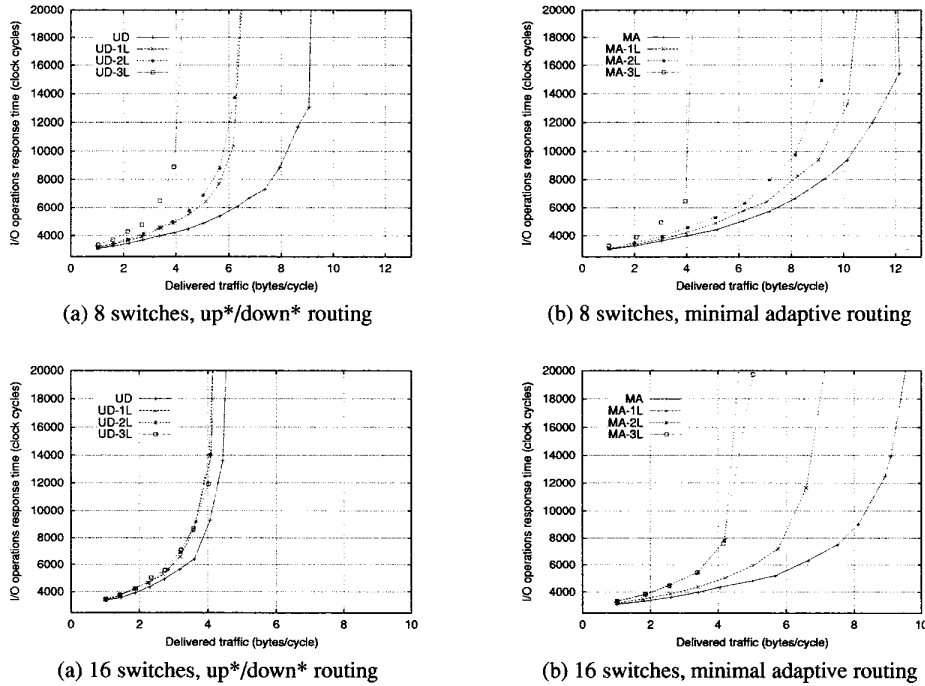 20000
18000
16000
14000
12000
10000
8000
6000
4000
I/O operations response time (clock cycles)
UD
UD-1L
UD-2L
UD-3L
0 2 4 6 8 10 12
Delivered traffic (bytes/cycle)
(a) 8 switches, up*/down* routing
20000
18000
16000
14000
12000
10000
8000
6000
4000
I/O operations response time (clock cycles)
MA
MA-1L
MA-2L
MA-3L
0 2 4 6 8 10 12
Delivered traffic (bytes/cycle)
(b) 8 switches, minimal adaptive routing
20000
18000
16000
14000
12000
10000
8000
6000
4000
I/O operations response time (clock cycles)
UD
UD-1L
UD-2L
UD-3L
0 2 4 6 8 10
Delivered traffic (bytes/cycle)
(a) 16 switches, up*/down* routing
20000
18000
16000
14000
12000
10000
8000
6000
4000
I/O operations response time (clock cycles)
MA
MA-1L
MA-2L
MA-3L
0 2 4 6 8 10
Delivered traffic (bytes/cycle)
(b) 16 switches, minimal adaptive routing